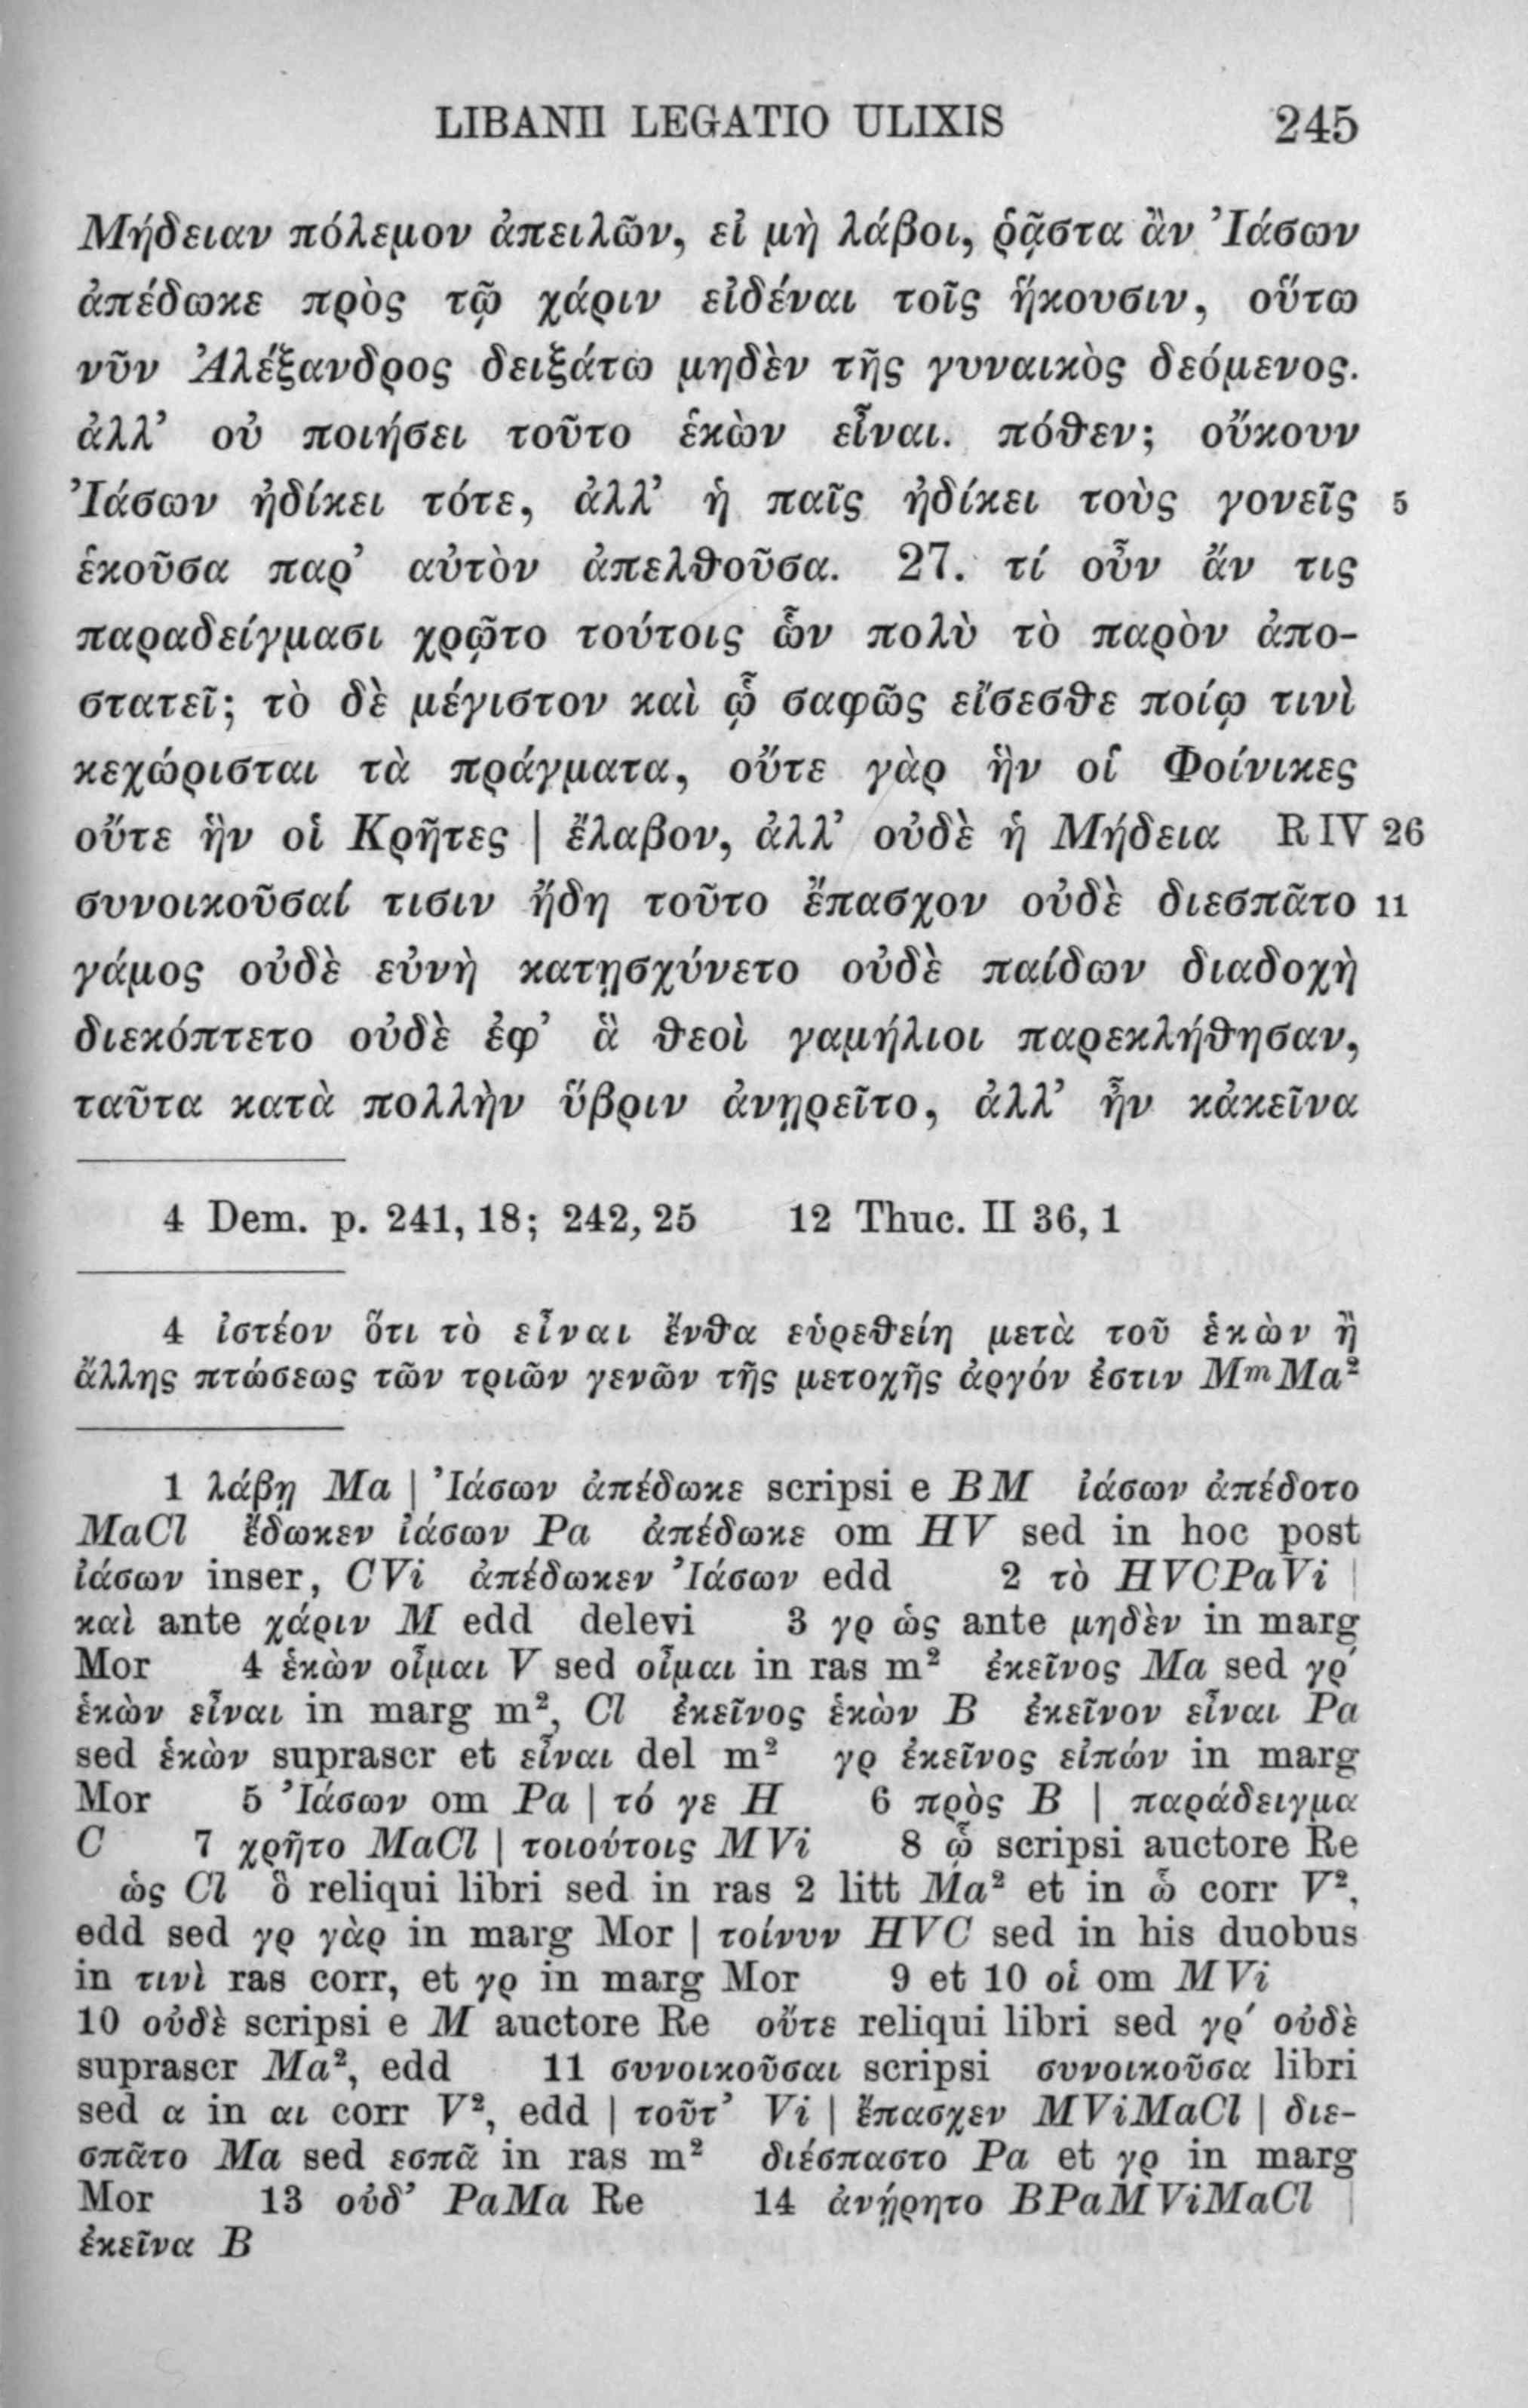 LIBANII LEGATIO ULIXIS 245
Μήδειαν πόλεμον ἀπειλῶν, εἰ μὴ λάβοι, ῥᾷστα ἂν Ἰάσων
ἀπέδωκε πρὸς τῷ χάριν εἰδέναι τοῖς ἥκουσιν, οὕτω
νῦν Ἀλέξανδρος δειξάτω μηδὲν τῆς γυναικὸς δεόμενος.
ἀλλ’ οὐ ποιήσει τοῦτο ἑκὼν εἶναι. πόθεν; οὔκουν
Ἰάσων ἠδίκει τότε, ἀλλ’ ἡ παῖς ἠδίκει τοὺς γονεῖς 5
ἑκοῦσα παρ’ αὐτὸν ἀπελθοῦσα. 27. τί οὖν ἄν τις
παραδείγμασι χρῷτο τούτοις ὧν πολὺ τὸ παρὸν ἀπο-
στατεῖ; τὸ δὲ μέγιστον καὶ ᾧ σαφῶς εἴσεσθε ποίῳ τινὶ
κεχώρισται τὰ πράγματα, οὔτε γὰρ ἣν οἱ Φοίνικες
οὔτε ἣν οἱ Κρῆτες | ἔλαβον, ἀλλ’ οὐδὲ ἡ Μήδεια R IV 26
συνοικοῦσαί τισιν ἤδη τοῦτο ἔπασχον οὐδὲ διεσπᾶτο 11
γάμος οὐδὲ εὐνὴ κατῃσχύνετο οὐδὲ παίδων διαδοχὴ
διεκόπτετο οὐδὲ ἐφ’ ἃ θεοὶ γαμήλιοι παρεκλήθησαν,
ταῦτα κατὰ πολλὴν ὕβριν ἀνῃρεῖτο, ἀλλ’ ἦν κἀκεῖνα
4 Dem. p. 241, 18; 242, 25 12 Thuc. II 36, 1
4 ἰστέον ὅτι τὸ εἶναι ἔνθα εὑρεθείη μετὰ τοῦ ἑκὼν ἢ
ἄλλης πτώσεως τῶν τριῶν γενῶν τῆς μετοχῆς ἀργόν ἐστιν MᵐMa²
1 λάβῃ Ma | Ἰάσων ἀπέδωκε scripsi e BM ἰάσων ἀπέδοτο
MaCl ἔδωκεν ἰάσων Pa ἀπέδωκε om HV sed in hoc post
ἰάσων inser, CVi ἀπέδωκεν Ἰάσων edd 2 τὸ HVCPaVi |
καὶ ante χάριν M edd delevi 3 γρ ὡς ante μηδὲν in marg
Mor 4 ἑκὼν οἶμαι V sed οἶμαι in ras m² ἐκεῖνος Ma sed γρ´
ἑκὼν εἶναι in marg m², Cl ἐκεῖνος ἑκὼν B ἐκεῖνον εἶναι Pa
sed ἑκὼν suprascr et εἶναι del m² γρ ἐκεῖνος εἰπών in marg
Mor 5 Ἰάσων om Pa | τό γε H 6 πρὸς B | παράδειγμα
C 7 χρῆτο MaCl | τοιούτοις MVi 8 ᾧ scripsi auctore Re
ὡς Cl ὃ reliqui libri sed in ras 2 litt Ma² et in ὦ corr V²,
edd sed γρ γὰρ in marg Mor | τοίνυν HVC sed in his duobus
in τινὶ ras corr, et γρ in marg Mor 9 et 10 οἱ om MVi
10 οὐδὲ scripsi e M auctore Re οὔτε reliqui libri sed γρ´ οὐδὲ
suprascr Ma², edd 11 συνοικοῦσαι scripsi συνοικοῦσα libri
sed α in αι corr V², edd | τοῦτ’ Vi | ἔπασχεν MViMaCl | διε-
σπᾶτο Ma sed εσπᾶ in ras m² διέσπαστο Pa et γρ in marg
Mor 13 οὐδ’ PaMa Re 14 ἀνῄρητο BPaMViMaCl |
ἐκεῖνα B